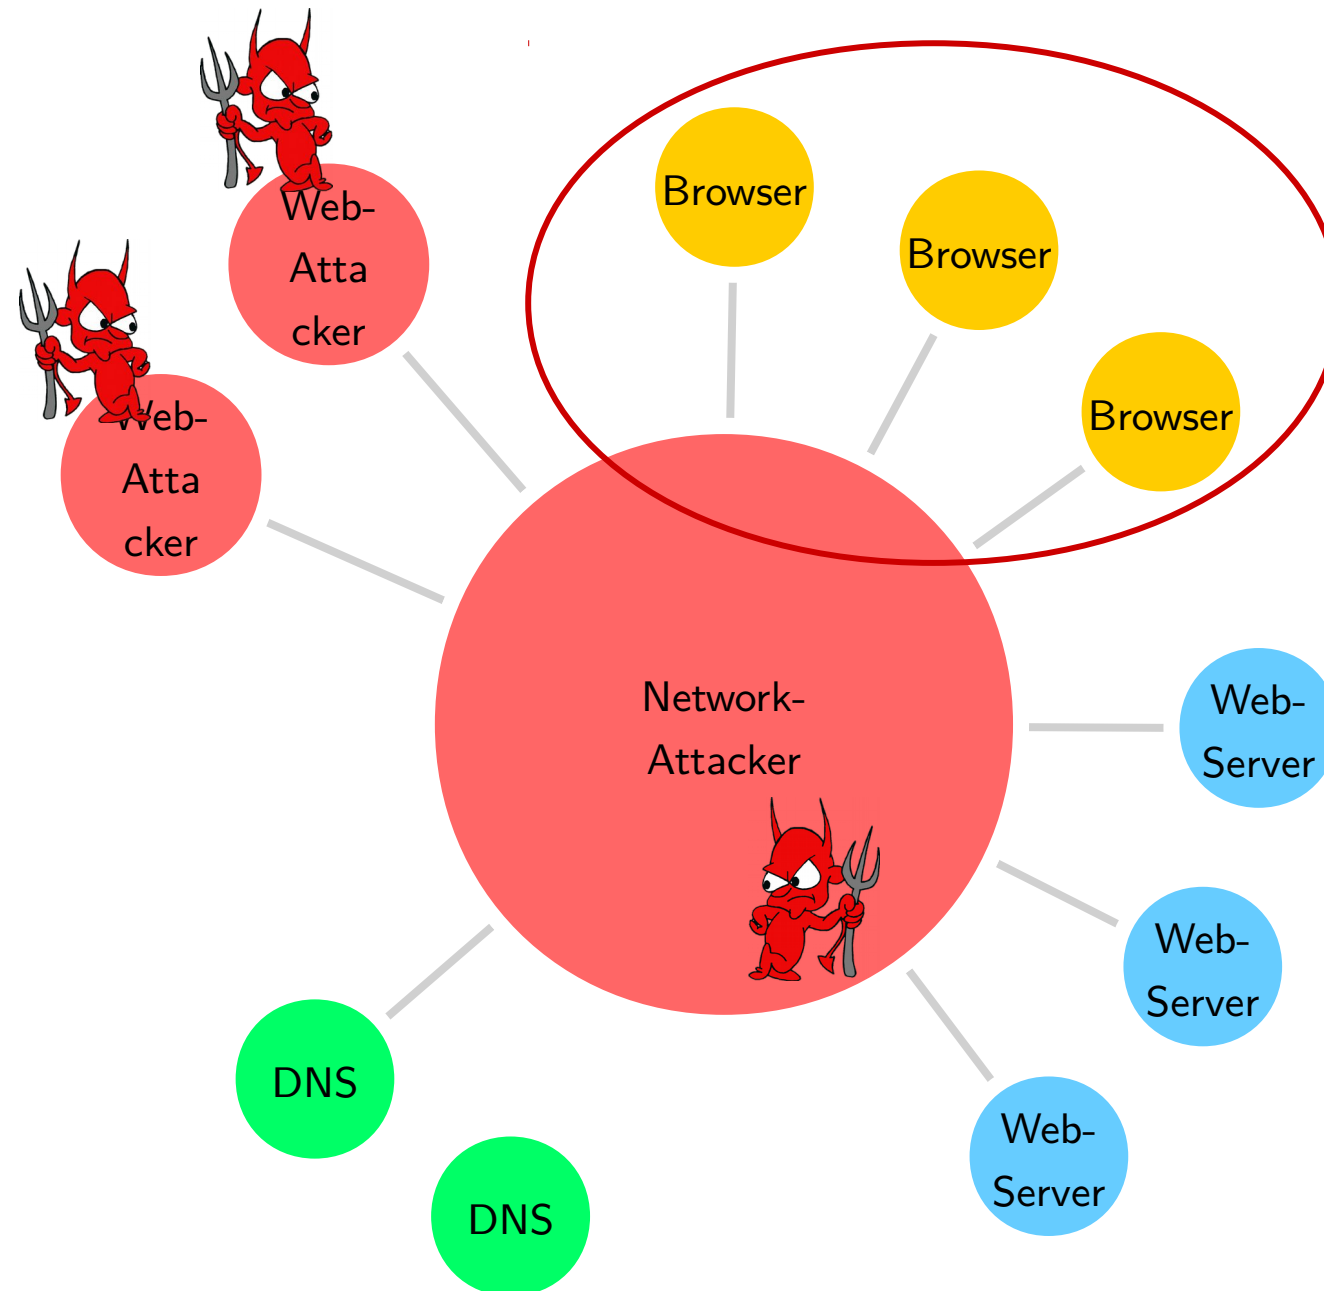 Browser
Web-
Atta
cker
Browser
Browser
Web-
Atta
cker
Network-
Attacker
Web-
Server
Web-
Server
DNS
Web-
Server
DNS